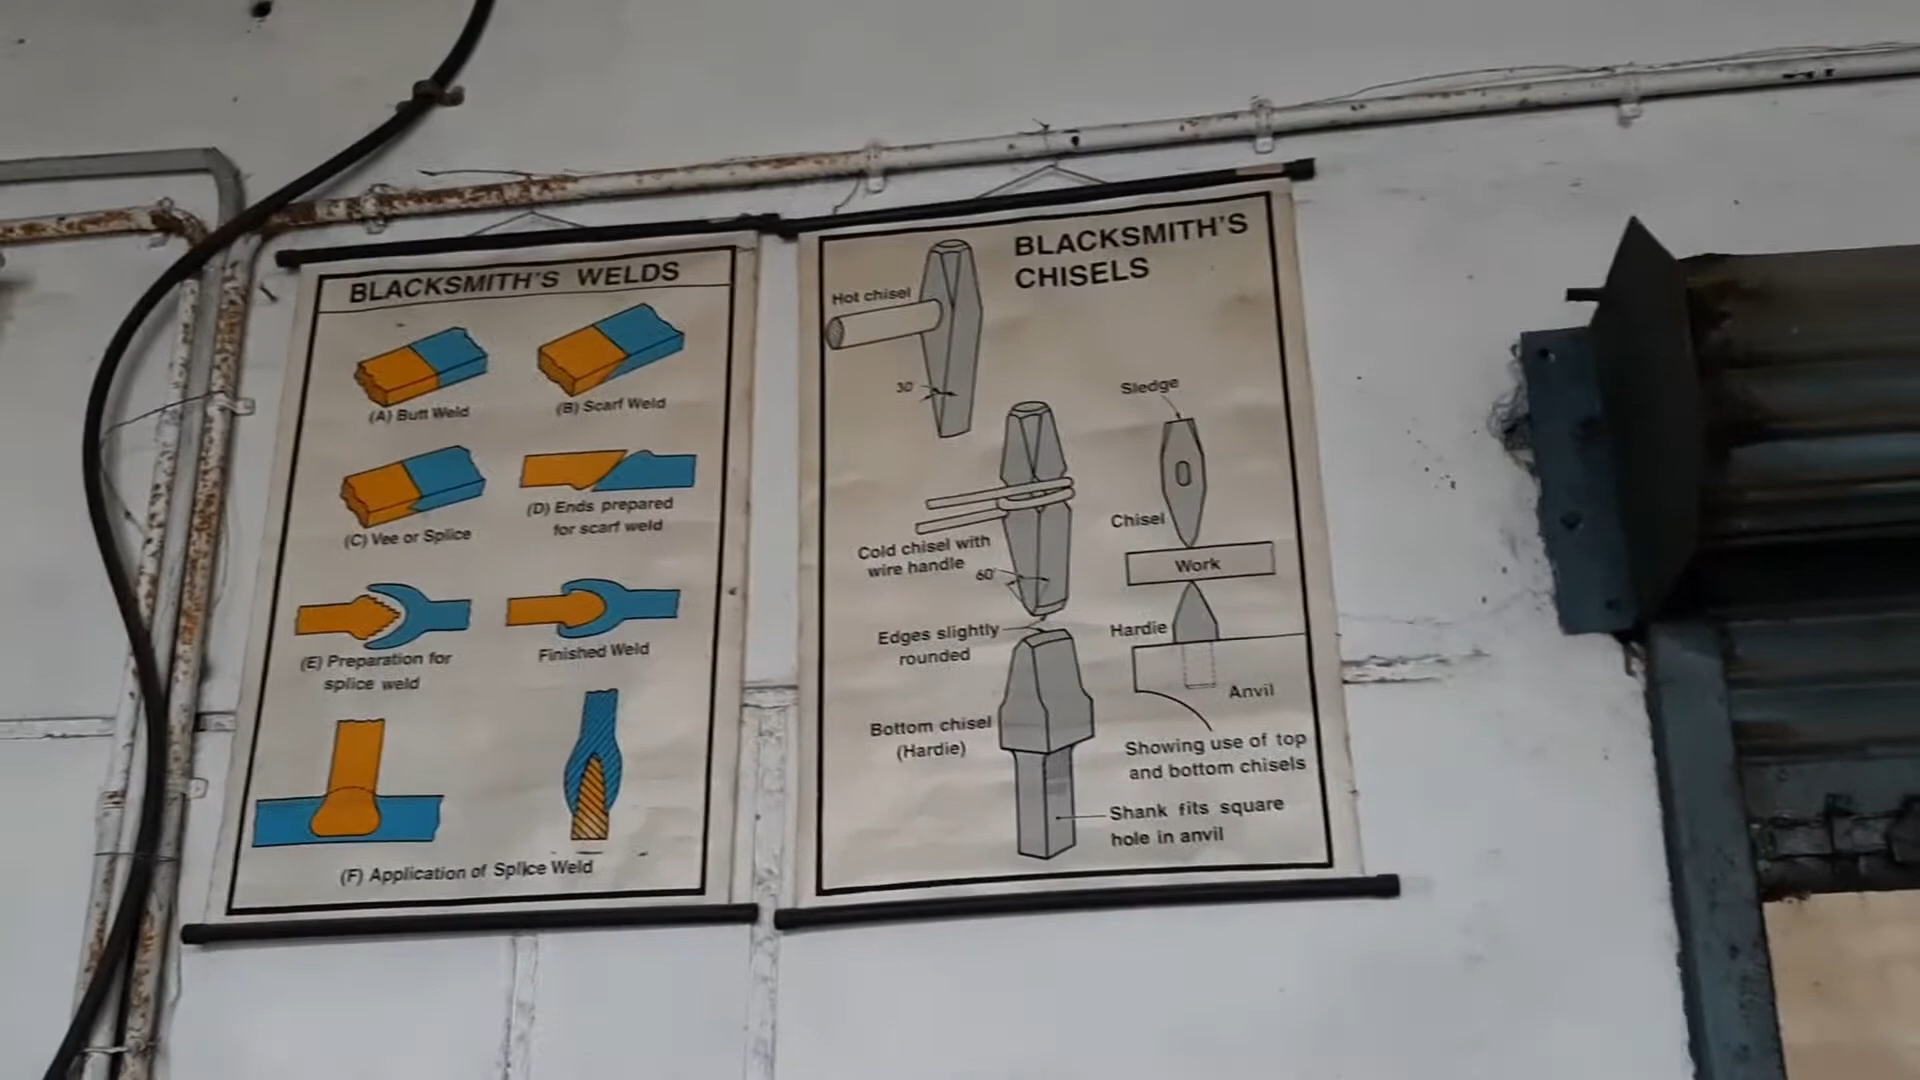 BLACKSMITH'S WELDS
(A) Butt Weld
(B) Scarf Weld
(C) Vee or Splice
(D) Ends prepared
for scarf weld
(E) Preparation for
splice weld
Finished Weld
(F) Application of Splice Weld
BLACKSMITH'S
CHISELS
Hot chisel
30°
Sledge
Chisel
Cold chisel with
wire handle
60°
Work
Edges slightly
rounded
Hardie
Anvil
Bottom chisel
(Hardie)
Showing use of top
and bottom chisels
Shank fits square
hole in anvil